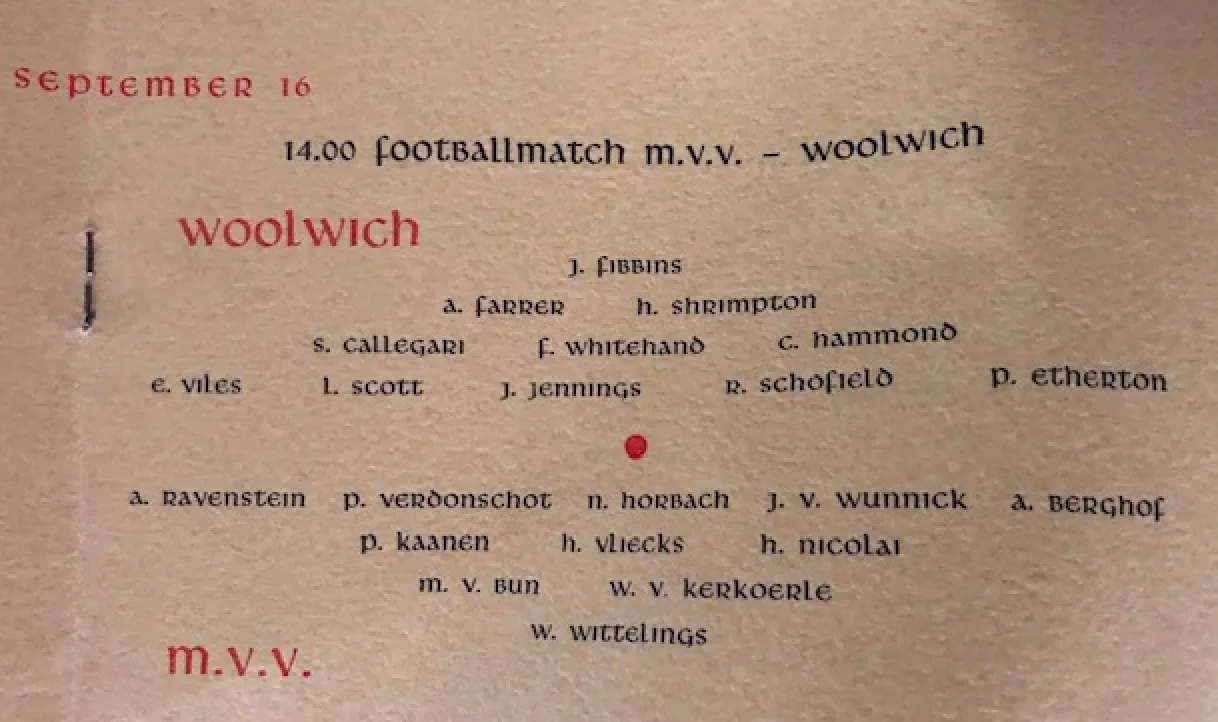 september 16
14.00 footballmatch m.v.v. – woolwich
woolwich
j. fibbins
a. farrer h. shrimpton
s. callegari f. whitehand c. hammond
e. viles l. scott j. jennings r. schofield p. etherton
a. ravenstein p. verdonschot n. horbach j. v. wunnick a. berghof
p. kaanen h. vliecks h. nicolai
m. v. bun w. v. kerkoerle
w. wittelings
m.v.v.